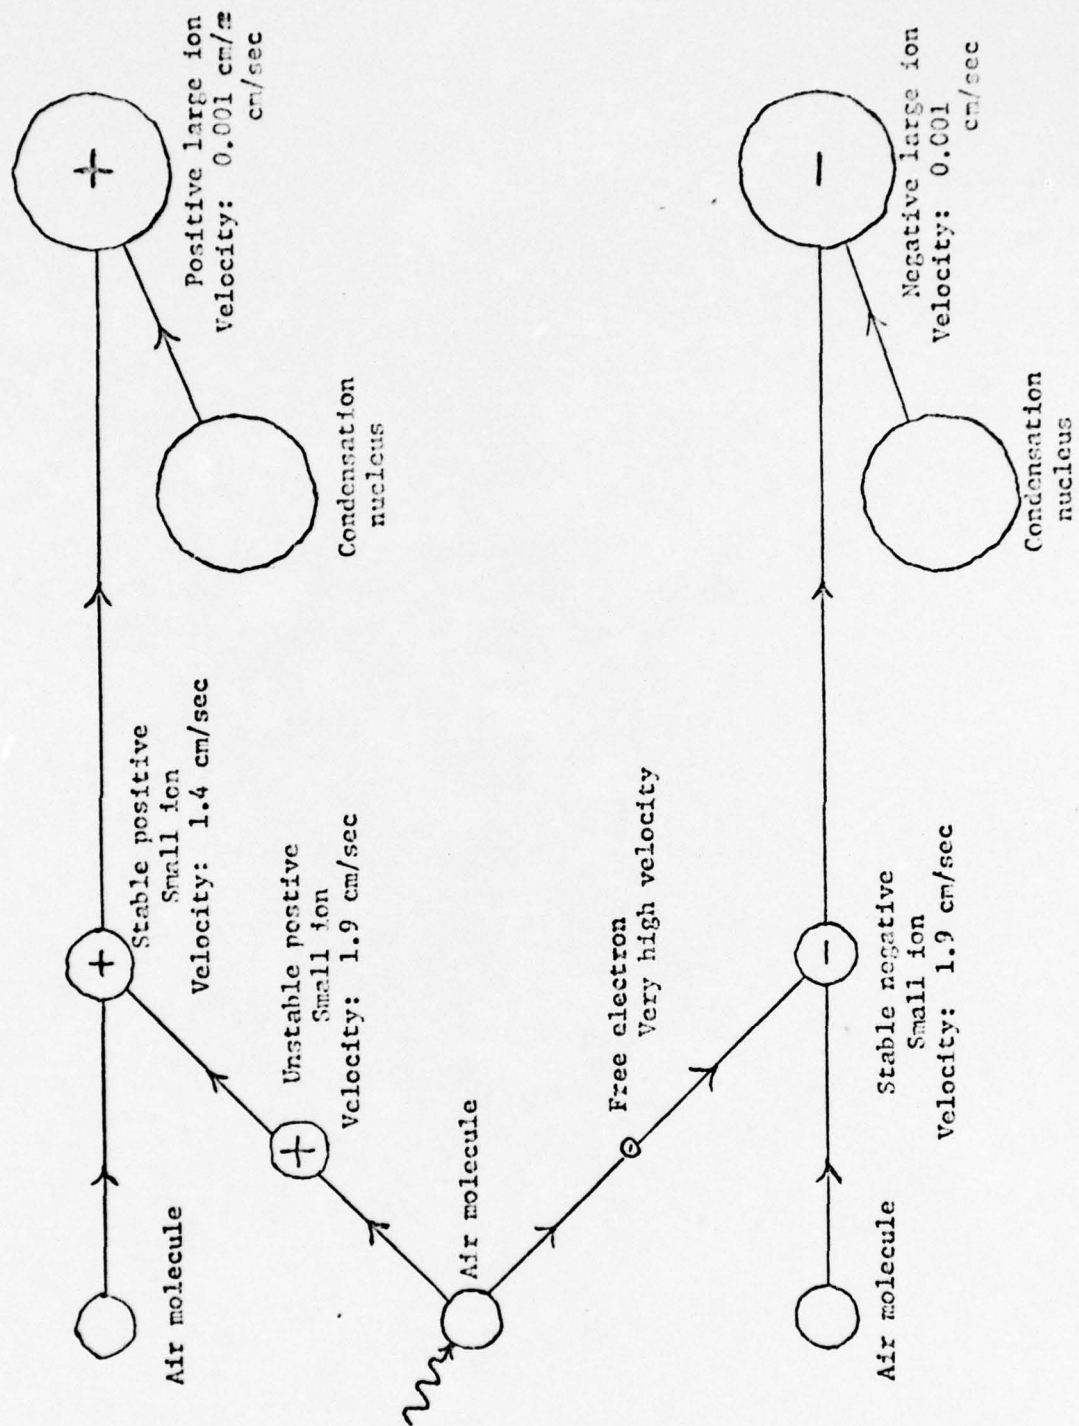 Air molecule
Stable positive
Small ion
Velocity: 1.4 cm/sec
Positive large ion
Velocity: 0.001 cm/
cm/sec
Unstable postive
Small ion
Velocity: 1.9 cm/sec
Condensation
nucleus
Air molecule
Free electron
Very high velocity
Air molecule
Stable negative
Small ion
Velocity: 1.9 cm/sec
Negative large ion
Velocity: 0.001
cm/sec
Condensation
nucleus
+
+
+
-
-
-